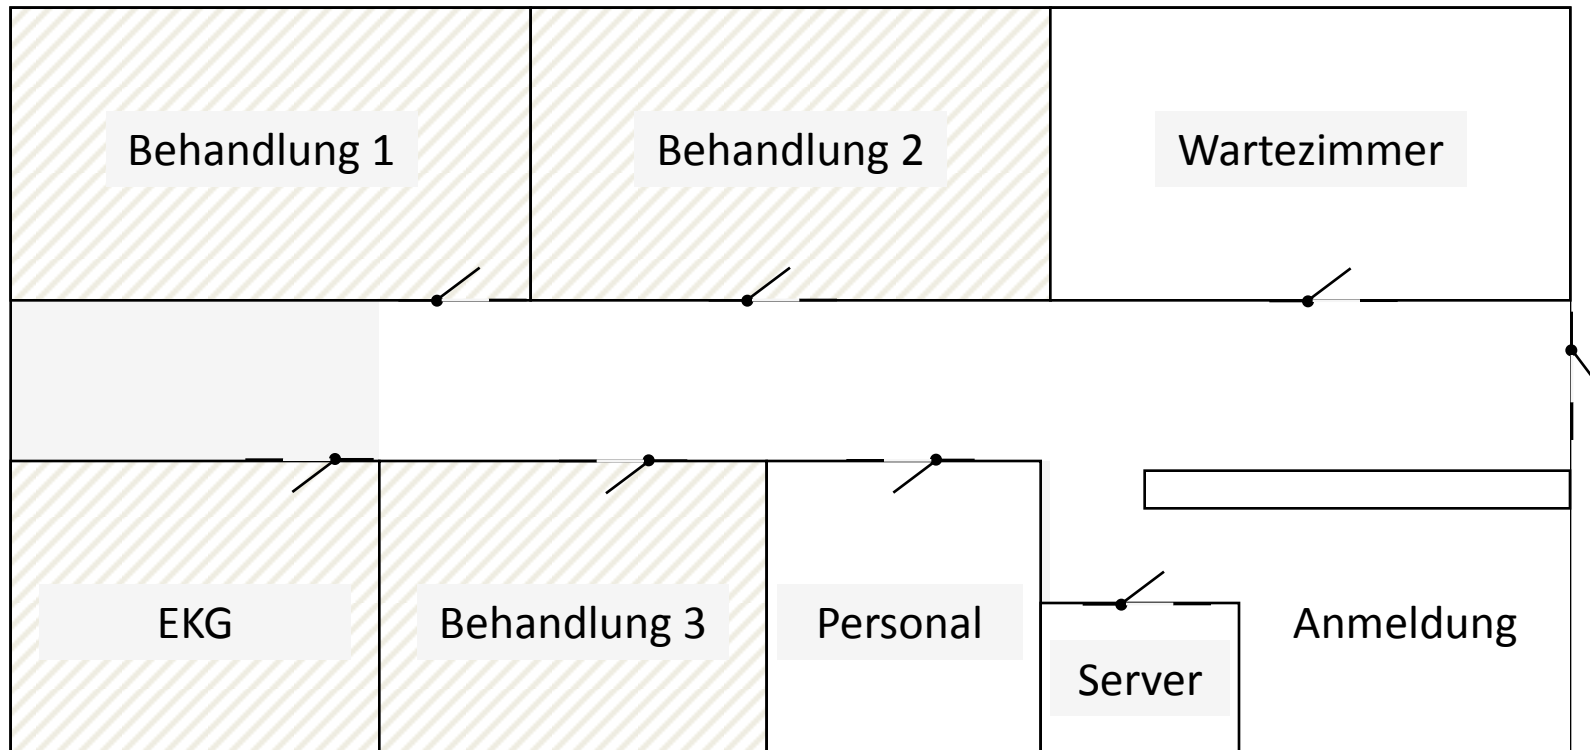 Behandlung 1
Behandlung 2
Wartezimmer
EKG
Behandlung 3
Personal
Server
Anmeldung